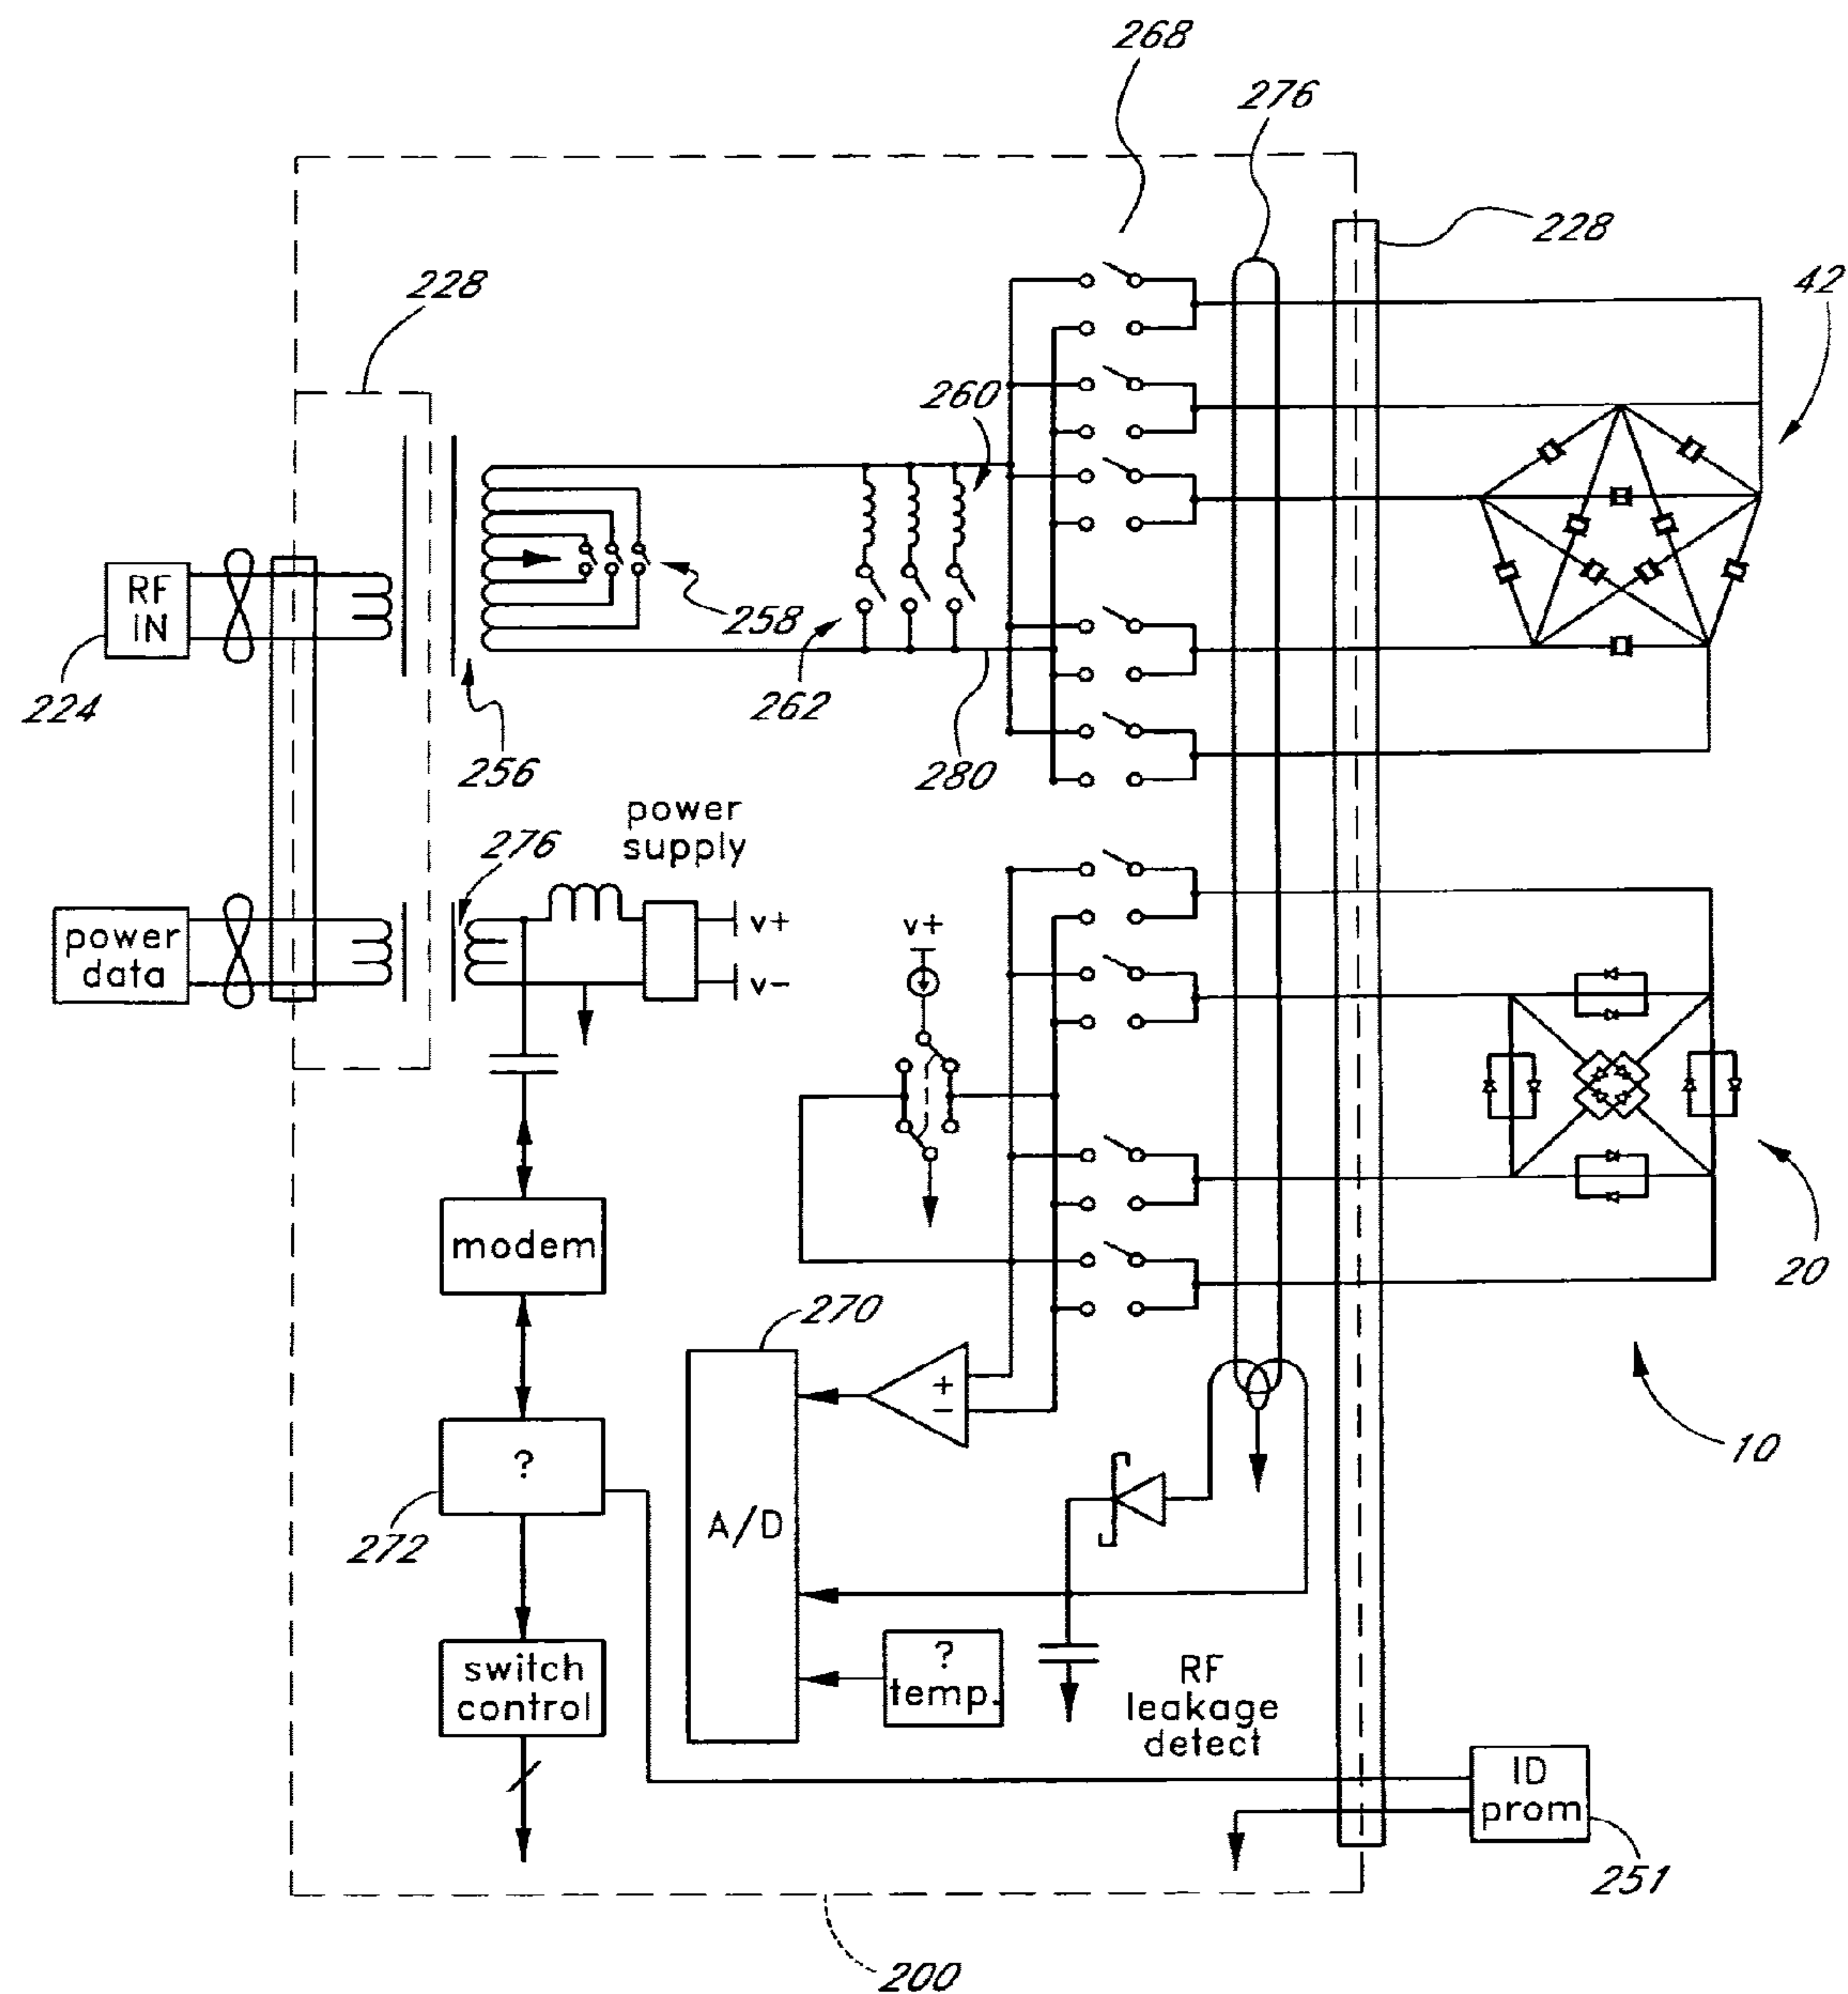 268
276
228
228
42
260
RF
IN
258
224
262
256
280
power
supply
276
v+
v+
power
data
v-
modem
20
270
+
-
10
?
272
A/D
switch
control
?
temp.
RF
leakage
detect
ID
prom
251
200